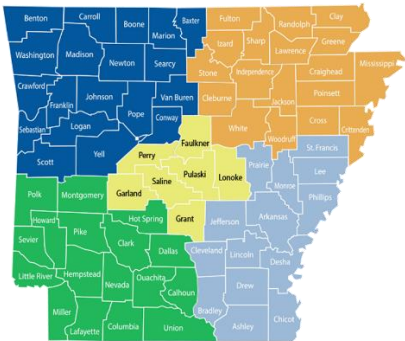 Benton
Carroll
Boone
Baxter
Fulton
Randolph
Clay
Marion
Izard
Sharp
Greene
Washington
Madison
Newton
Searcy
Lawrence
Mississippi
Stone
Independence
Craighead
Crawford
Franklin
Johnson
Van Buren
Cleburne
Jackson
Poinsett
Sebastian
Logan
Pope
Conway
White
Cross
Crittenden
Faulkner
Woodruff
Scott
Yell
Perry
Prairie
St. Francis
Pulaski
Lonoke
Saline
Lee
Monroe
Polk
Montgomery
Garland
Phillips
Howard
Hot Spring
Grant
Jefferson
Arkansas
Sevier
Pike
Clark
Dallas
Cleveland
Lincoln
Desha
Little River
Hempstead
Nevada
Ouachita
Calhoun
Drew
Miller
Bradley
Lafayette
Columbia
Union
Ashley
Chicot